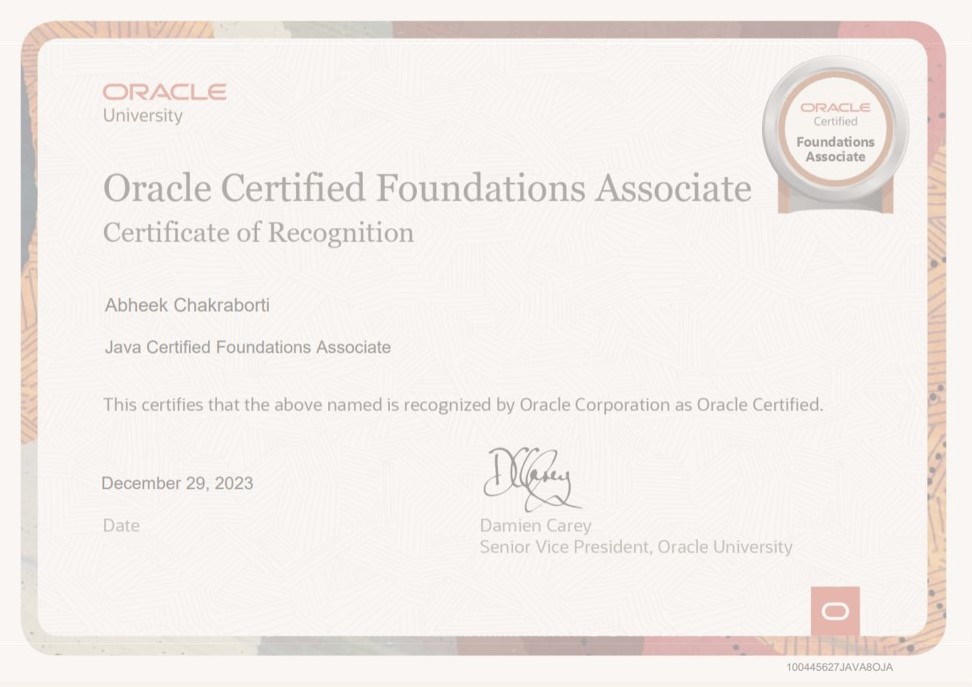 ORACLE
University
ORACLE
Certified
Foundations
Associate
Oracle Certified Foundations Associate
Certificate of Recognition
Abheek Chakraborti
Java Certified Foundations Associate
This certifies that the above named is recognized by Oracle Corporation as Oracle Certified.
December 29, 2023
Date
DCarey
Damien Carey
Senior Vice President, Oracle University
100445627JAVA8OJA